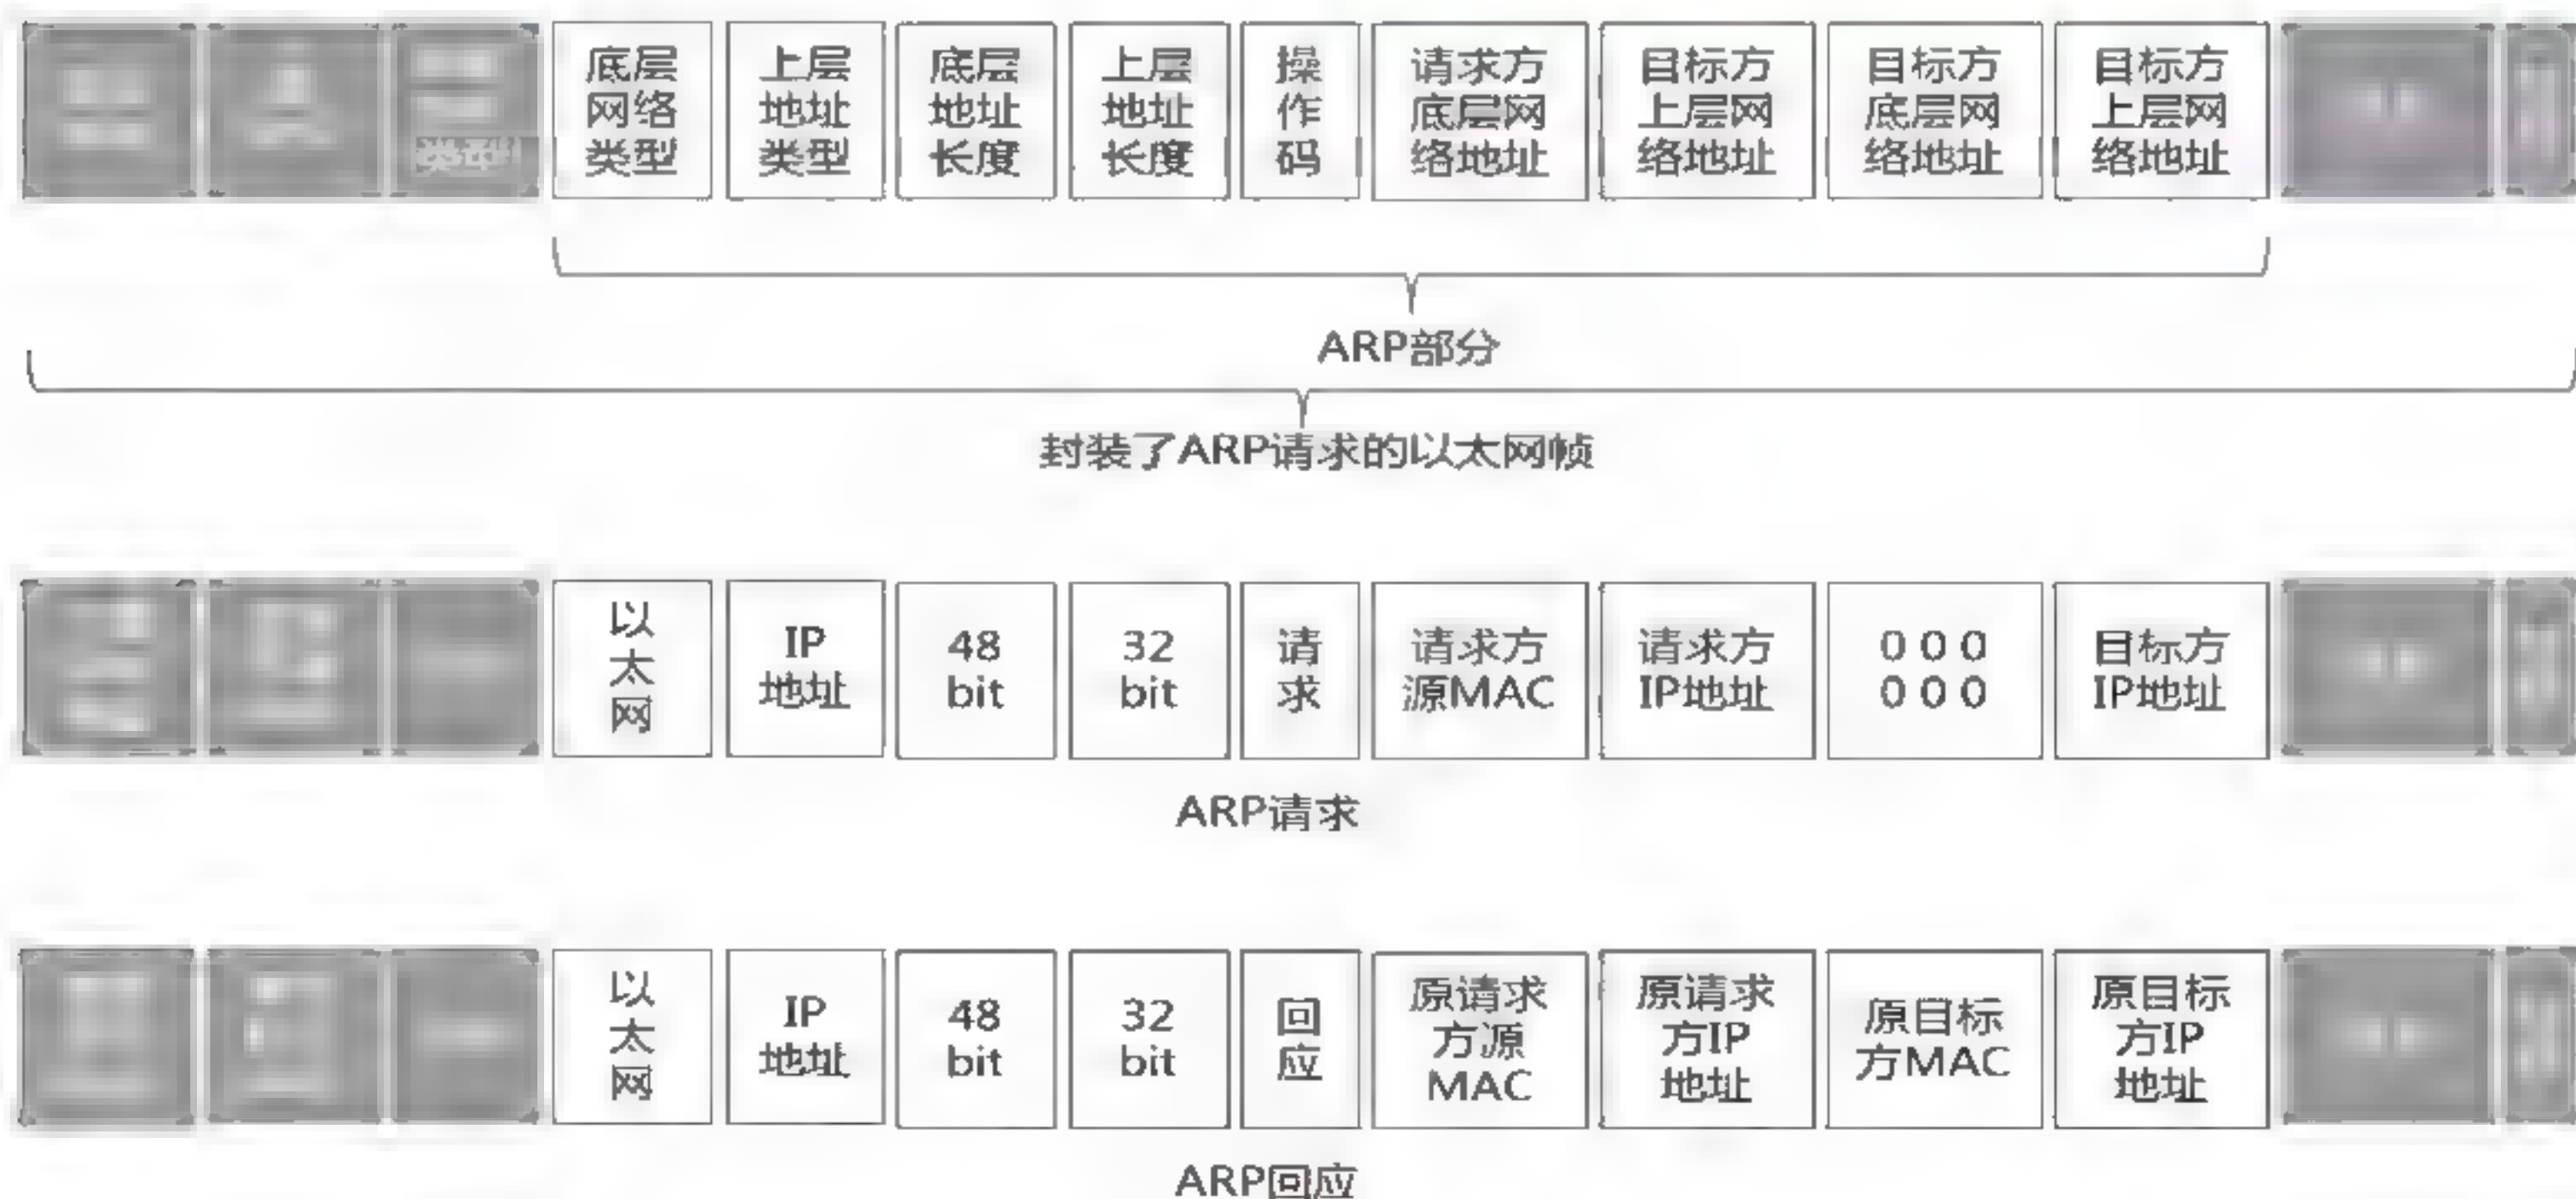 类型
底层
网络
类型
上层
地址
类型
底层
地址
长度
上层
地址
长度
操
作
码
请求方
底层网
络地址
目标方
上层网
络地址
目标方
底层网
络地址
目标方
上层网
络地址
ARP部分
封装了ARP请求的以太网帧
以
太
网
IP
地址
48
bit
32
bit
请
求
请求方
源MAC
请求方
IP地址
0 0 0
0 0 0
目标方
IP地址
ARP请求
以
太
网
IP
地址
48
bit
32
bit
回
应
原请求
方源
MAC
原请求
方IP
地址
原目标
方MAC
原目标
方IP
地址
ARP回应